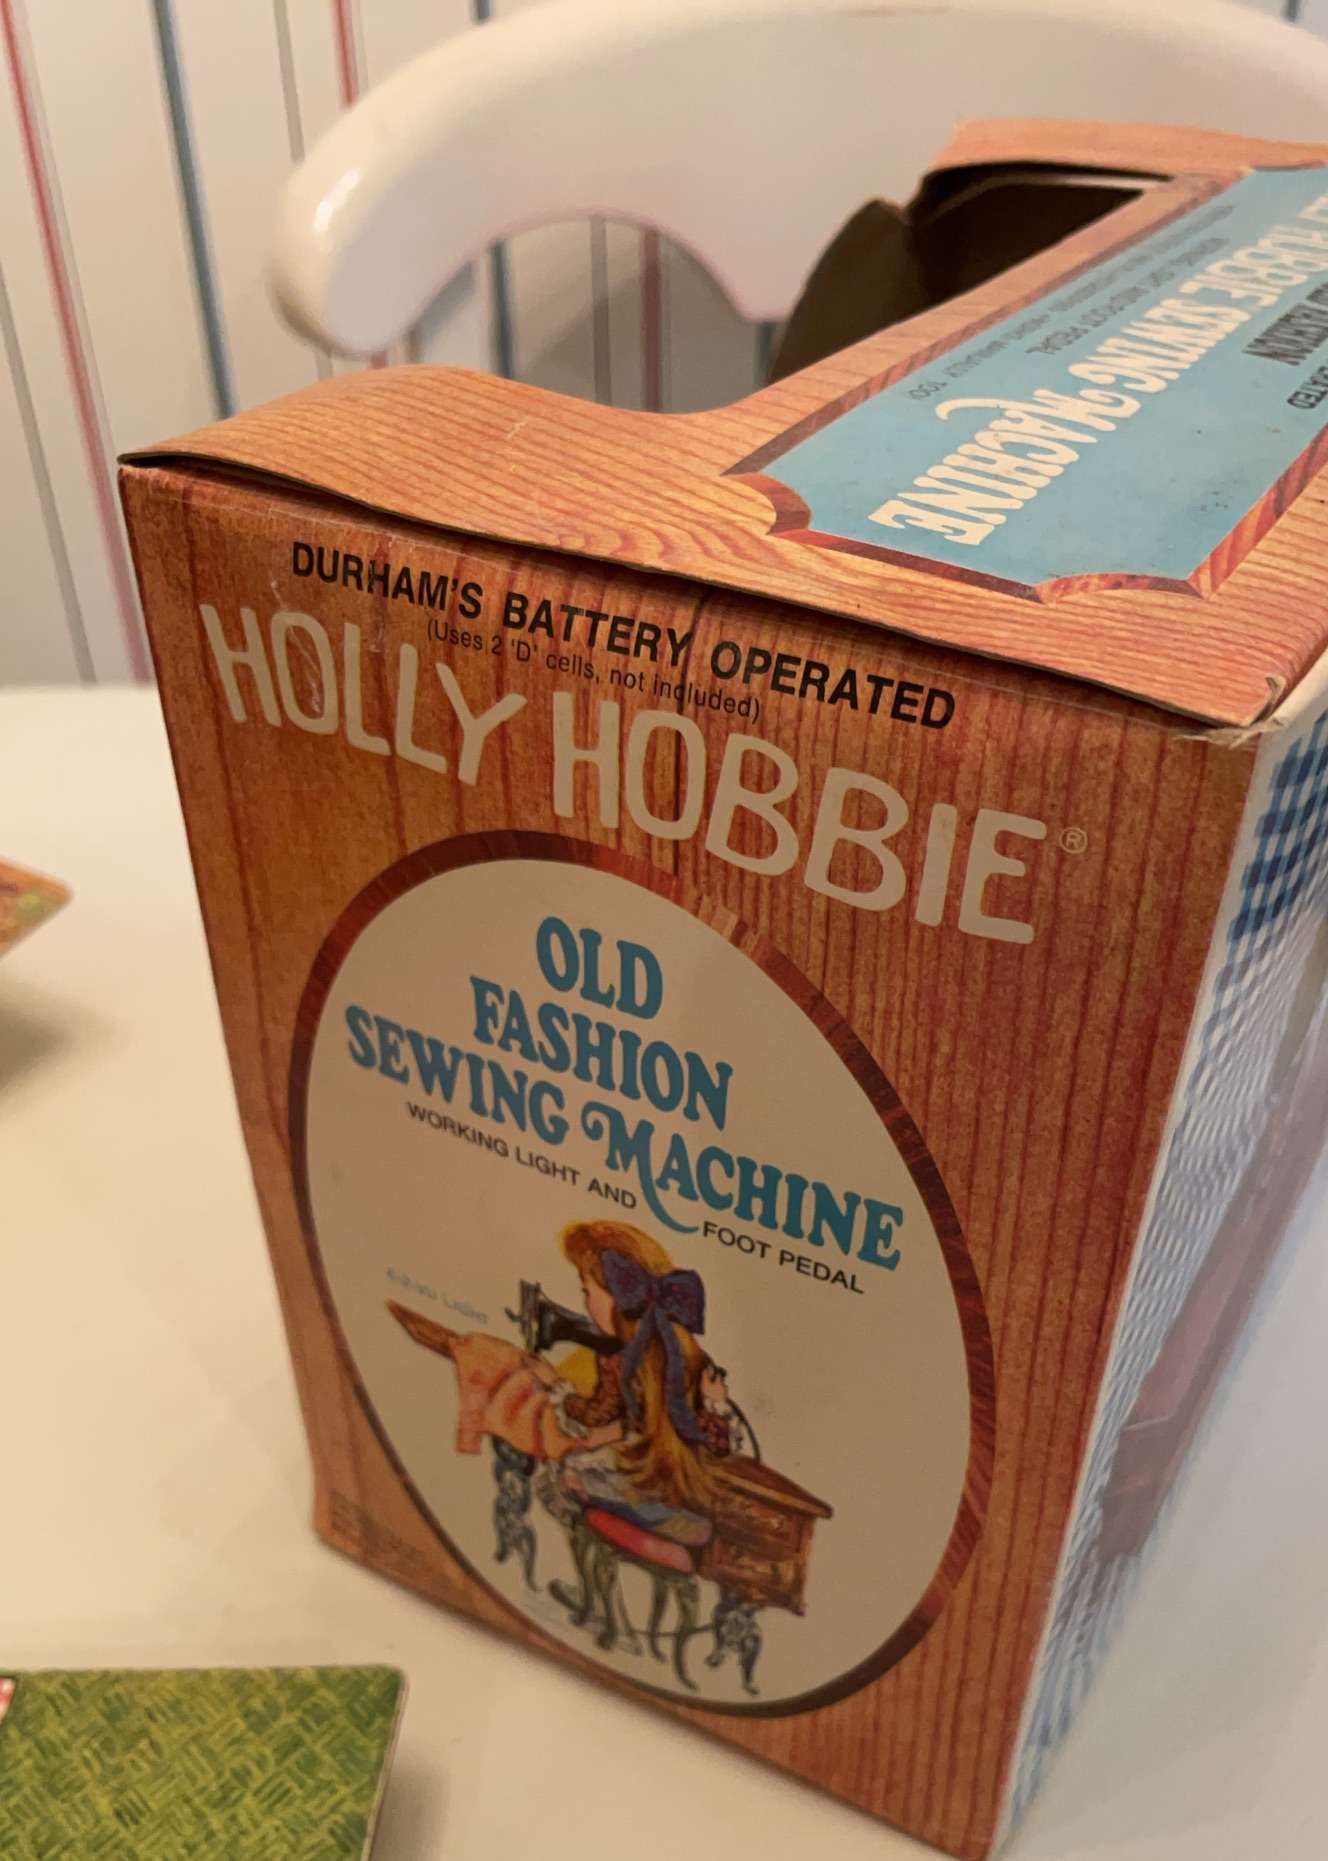 HOBBIE SEWING MACHINE
DURHAM'S BATTERY OPERATED
(Uses 2 'D' cells, not included)
HOLLY HOBBIE®
OLD
FASHION
SEWING MACHINE
WORKING LIGHT AND FOOT PEDAL